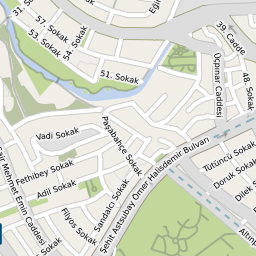 31. Sokak
57. Sokak
53. Sokak
54. Sokak
51. Sokak
39. Cadde
Üçpınar Caddesi
48. Sokak
Vadi Sokak
Paşabahçe Sokak
Fethibey Sokak
Adil Sokak
Filyos Sokak
Sandalcı Sokak
Şehit Astsubay Ömer Halisdemir Bulvarı
Mehmet Emin Caddesi
Tütüncü Sokak
Doruk Sokak
Dilek